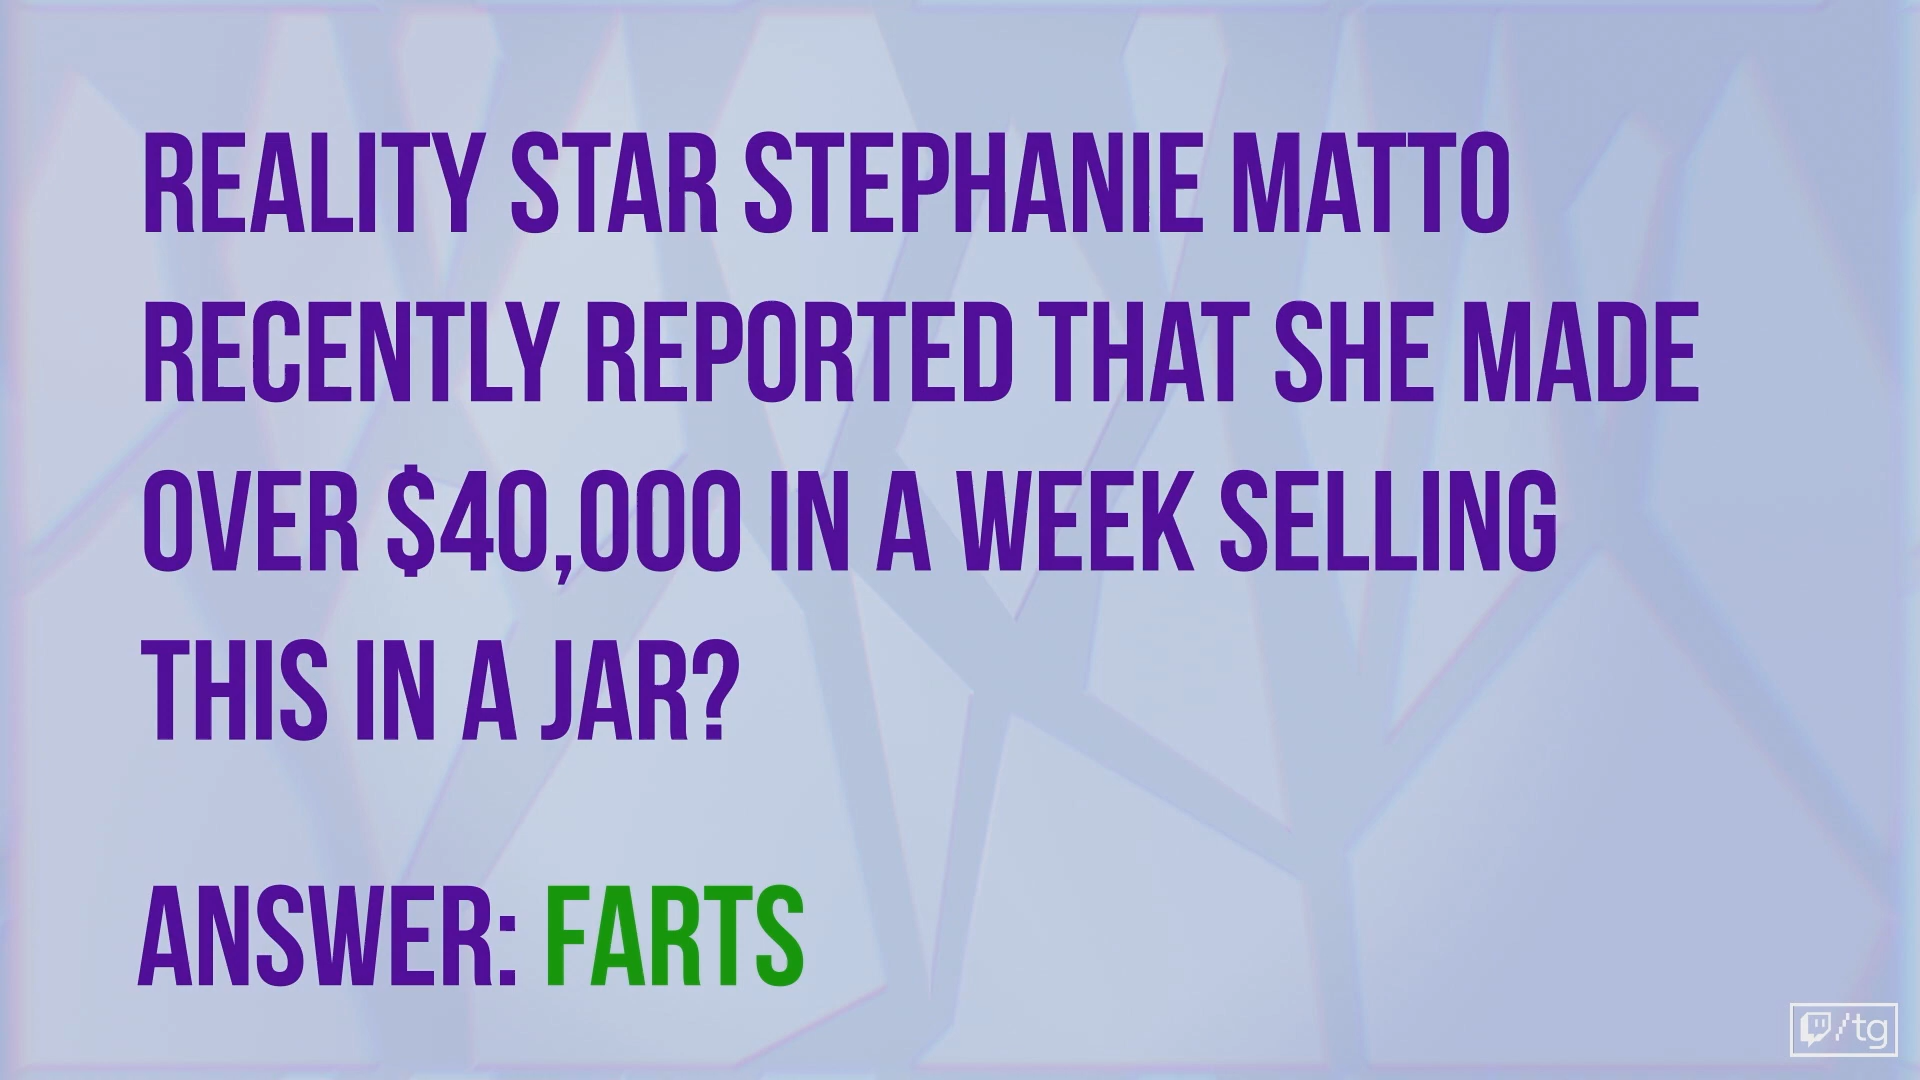 REALITY STAR STEPHANIE MATTO
RECENTLY REPORTED THAT SHE MADE
OVER $40,000 IN A WEEK SELLING
THIS IN A JAR?
ANSWER: FARTS
/tg